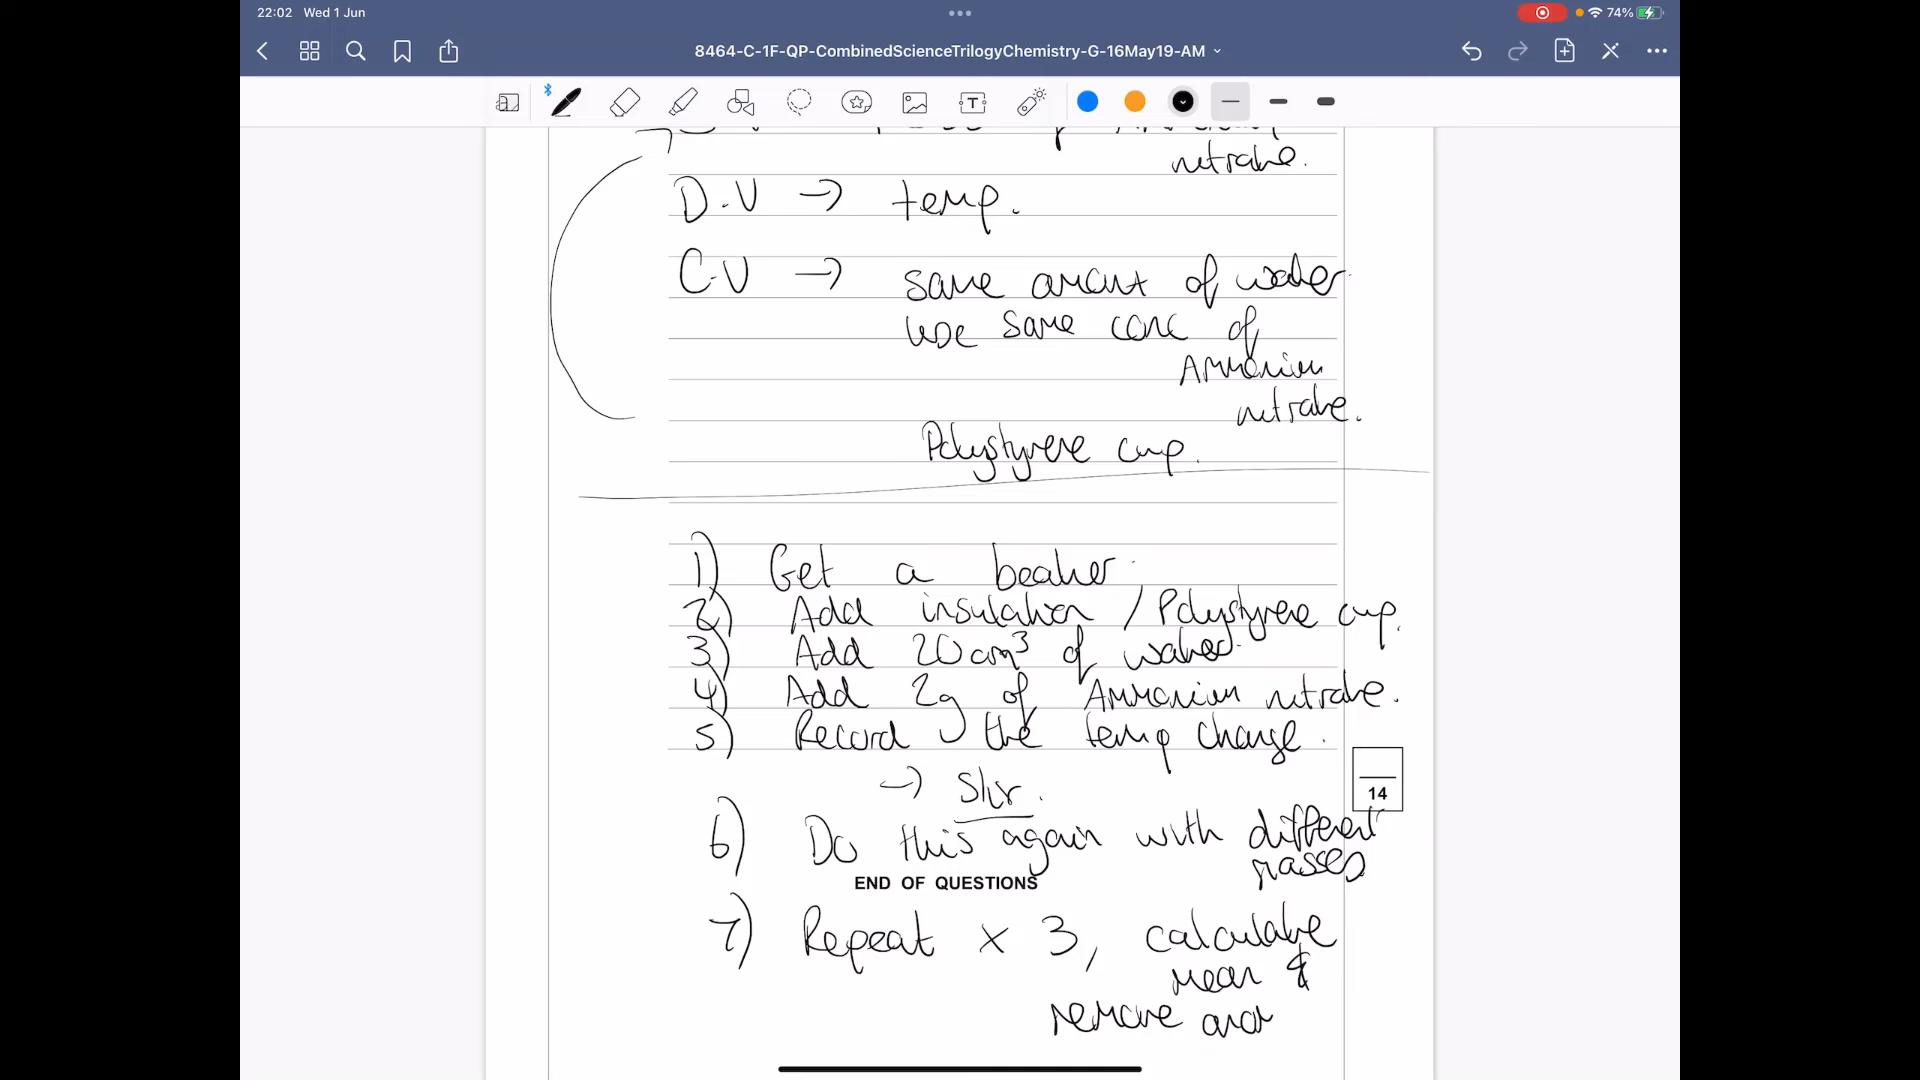 22:02 Wed 1 Jun
74%
8464-C-1F-QP-CombinedScienceTrilogyChemistry-G-16May19-AM
nitrate.
D.V → temp.
C.V → same amount of water
use same conc of
Ammonium
nitrate.
Polystyrene cup.
1) Get a beaker.
2) Add insulation / Polystyrene cup.
3) Add 20cm³ of water.
4) Add 2g of Ammonium nitrate.
5) Record the temp change.
→ Stir.
14
6) Do this again with different
masses
END OF QUESTIONS
7) Repeat x 3, calculate
mean &
remove